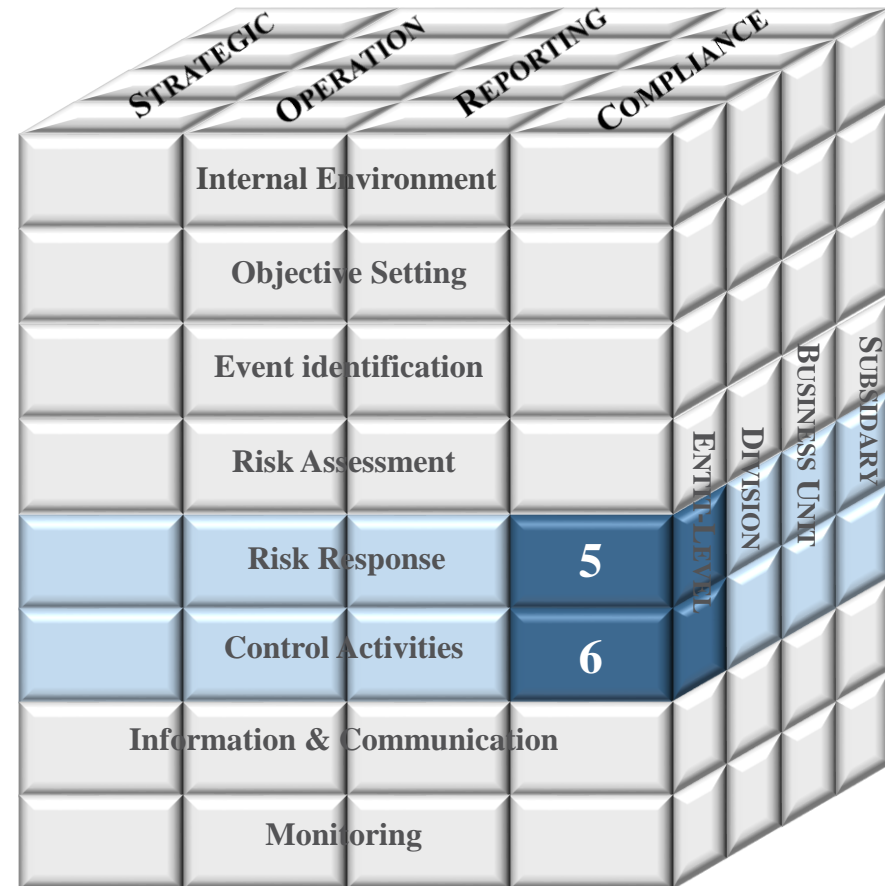 STRATEGIC
OPERATION
REPORTING
COMPLIANCE
Internal Environment
Objective Setting
Event identification
Risk Assessment
Risk Response
5
Control Activities
6
Information & Communication
Monitoring
ENTIT-LEVEL
DIVISION
BUSINESS UNIT
SUBSIDARY